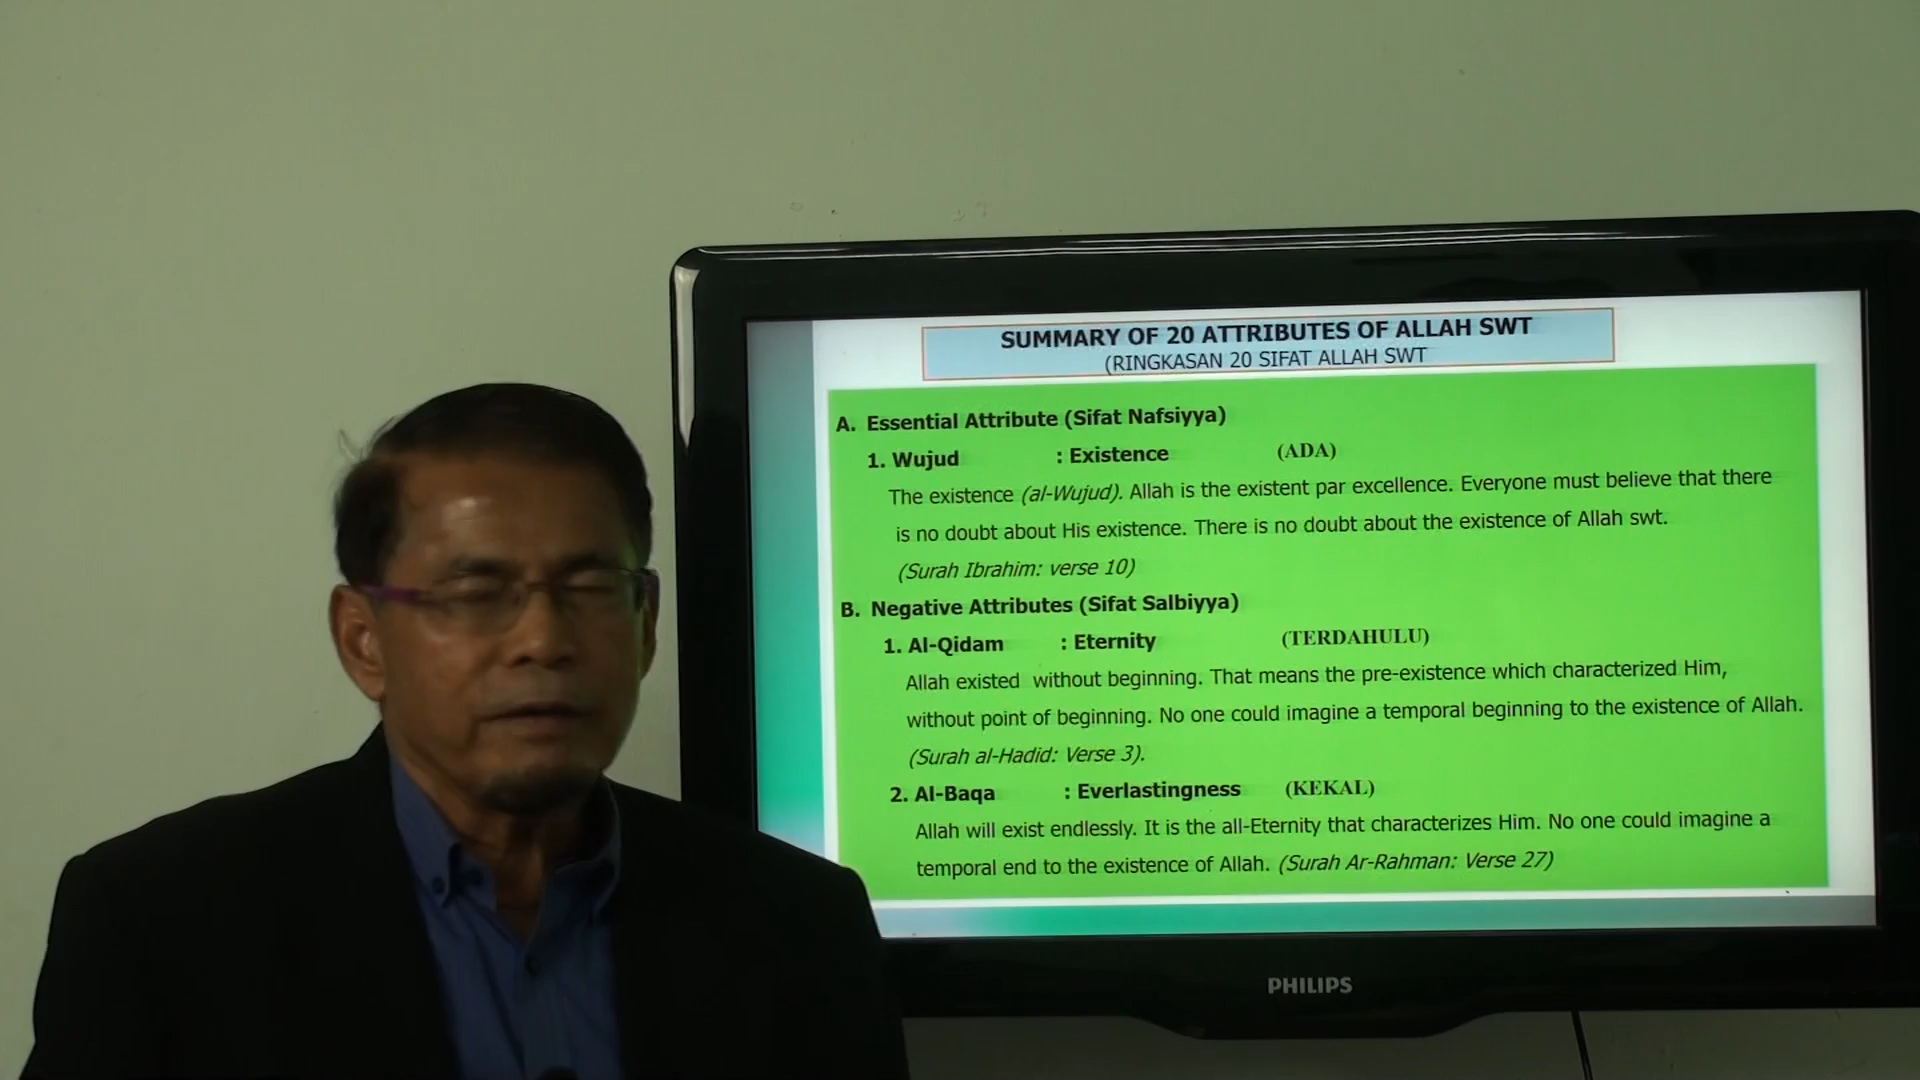 SUMMARY OF 20 ATTRIBUTES OF ALLAH SWT
(RINGKASAN 20 SIFAT ALLAH SWT
A. Essential Attribute (Sifat Nafsiyya)
1. Wujud : Existence (ADA)
The existence (al-Wujud). Allah is the existent par excellence. Everyone must believe that there
is no doubt about His existence. There is no doubt about the existence of Allah swt.
(Surah Ibrahim: verse 10)
B. Negative Attributes (Sifat Salbiyya)
1. Al-Qidam : Eternity (TERDAHULU)
Allah existed without beginning. That means the pre-existence which characterized Him,
without point of beginning. No one could imagine a temporal beginning to the existence of Allah.
(Surah al-Hadid: Verse 3).
2. Al-Baqa : Everlastingness (KEKAL)
Allah will exist endlessly. It is the all-Eternity that characterizes Him. No one could imagine a
temporal end to the existence of Allah. (Surah Ar-Rahman: Verse 27)
PHILIPS